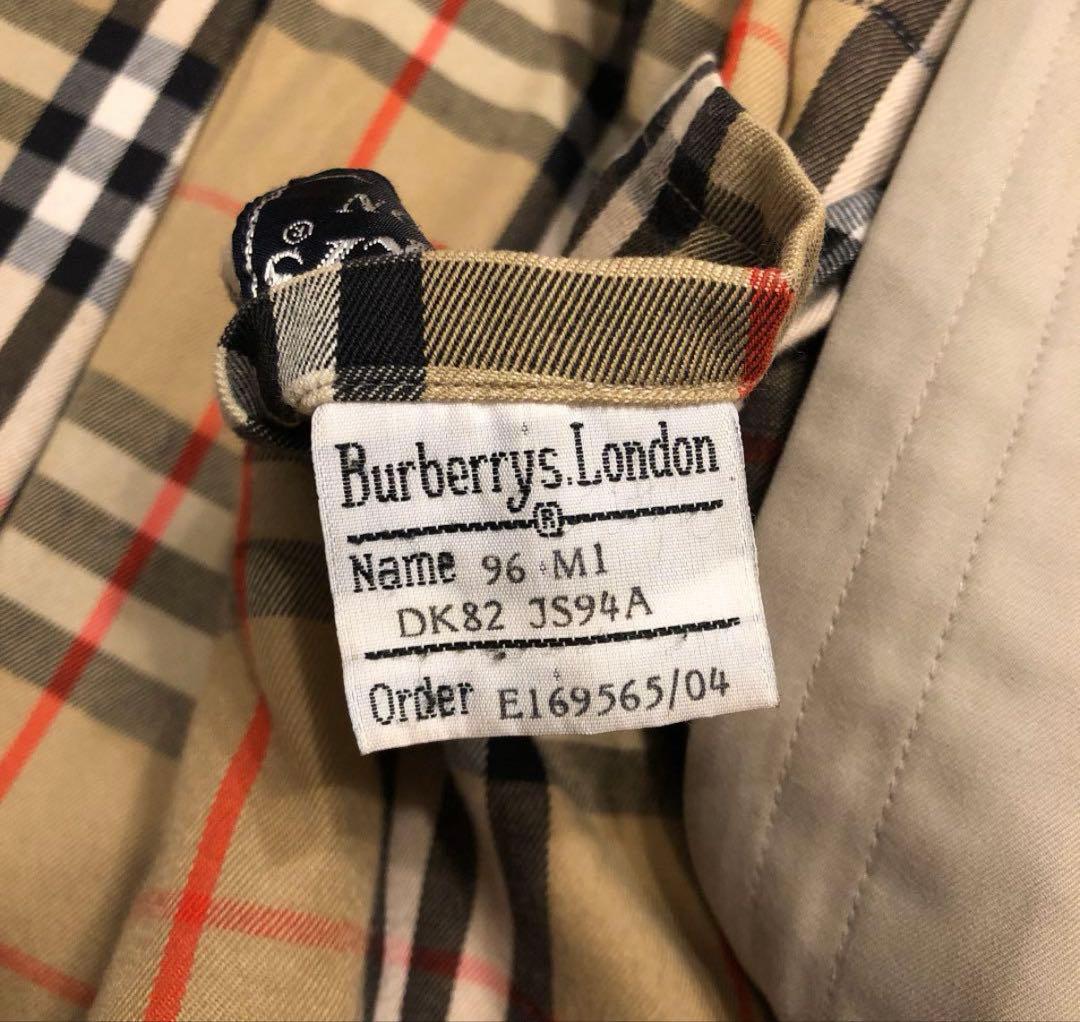 Burberrys.London
®
Name 96 M1
DK82 JS94A
Order E169565/04